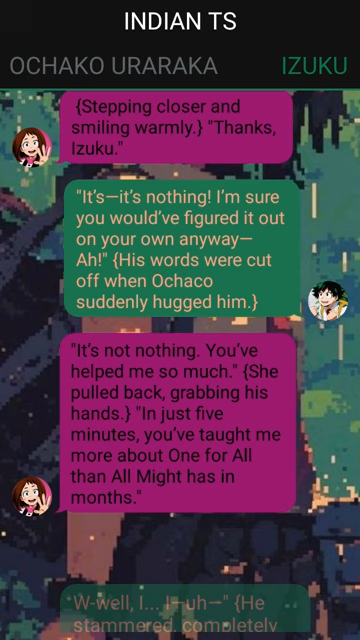 INDIAN TS
OCHAKO URARAKA
IZUKU
{Stepping closer and
smiling warmly.} "Thanks,
Izuku."
"It's—it's nothing! I'm sure
you would've figured it out
on your own anyway—
Ah!" {His words were cut
off when Ochaco
suddenly hugged him.}
"It's not nothing. You've
helped me so much." {She
pulled back, grabbing his
hands.} "In just five
minutes, you've taught me
more about One for All
than All Might has in
months."
"W-well, I... I—uh—" {He
stammered, completely